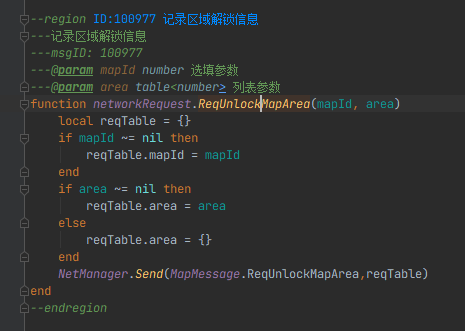 --region ID:100977 记录区域解锁信息
---记录区域解锁信息
---msgID: 100977
---@param mapId number 选填参数
---@param area table<number> 列表参数
function networkRequest.ReqUnlockMapArea(mapId, area)
    local reqTable = {}
    if mapId ~= nil then
        reqTable.mapId = mapId
    end
    if area ~= nil then
        reqTable.area = area
    else
        reqTable.area = {}
    end
    NetManager.Send(MapMessage.ReqUnlockMapArea,reqTable)
end
--endregion